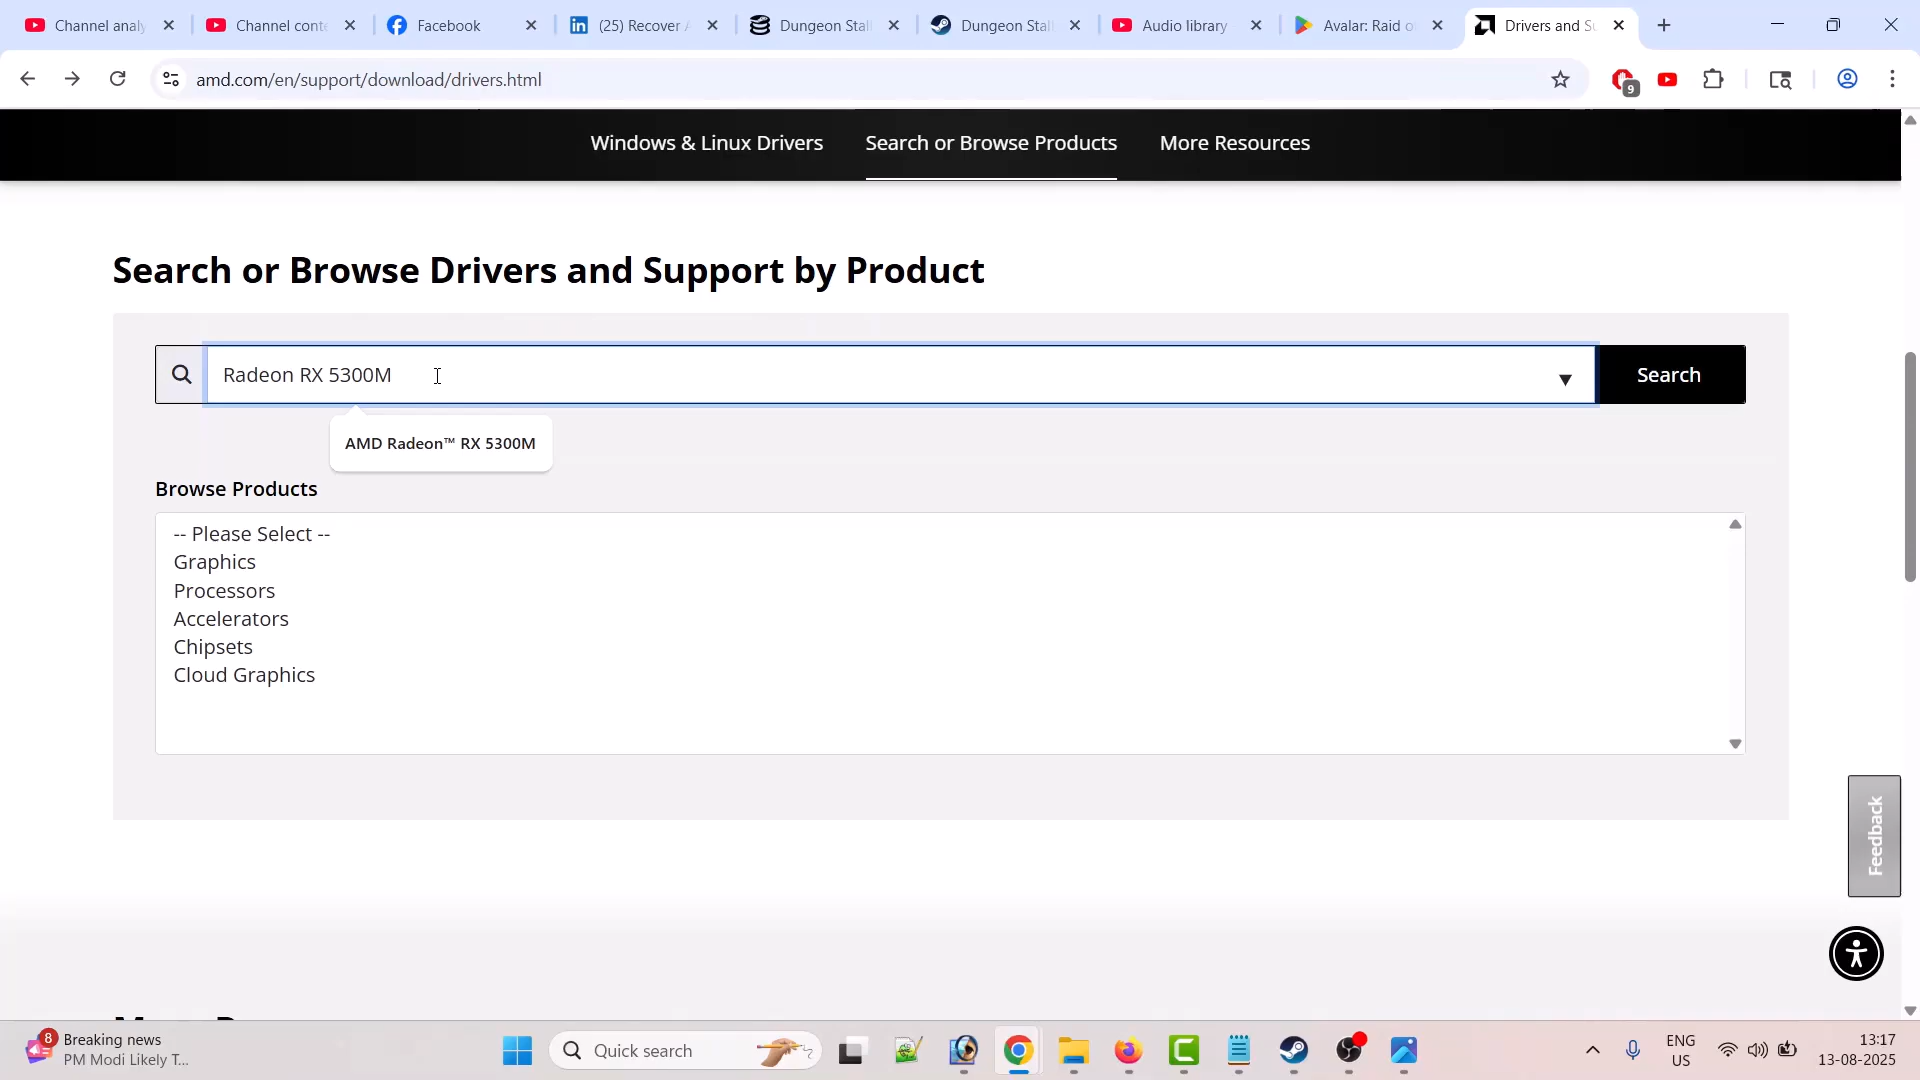 Channel analy
Channel conte
Facebook
(25) Recover A
Dungeon Stal
Dungeon Stal
Audio library
Avalar: Raid o
Drivers and Su
amd.com/en/support/download/drivers.html
9
Windows & Linux Drivers
Search or Browse Products
More Resources
Search or Browse Drivers and Support by Product
Radeon RX 5300M
Search
AMD Radeon™ RX 5300M
Browse Products
-- Please Select --
Graphics
Processors
Accelerators
Chipsets
Cloud Graphics
Feedback
8
Breaking news
PM Modi Likely T...
Quick search
ENG
US
13:17
13-08-2025